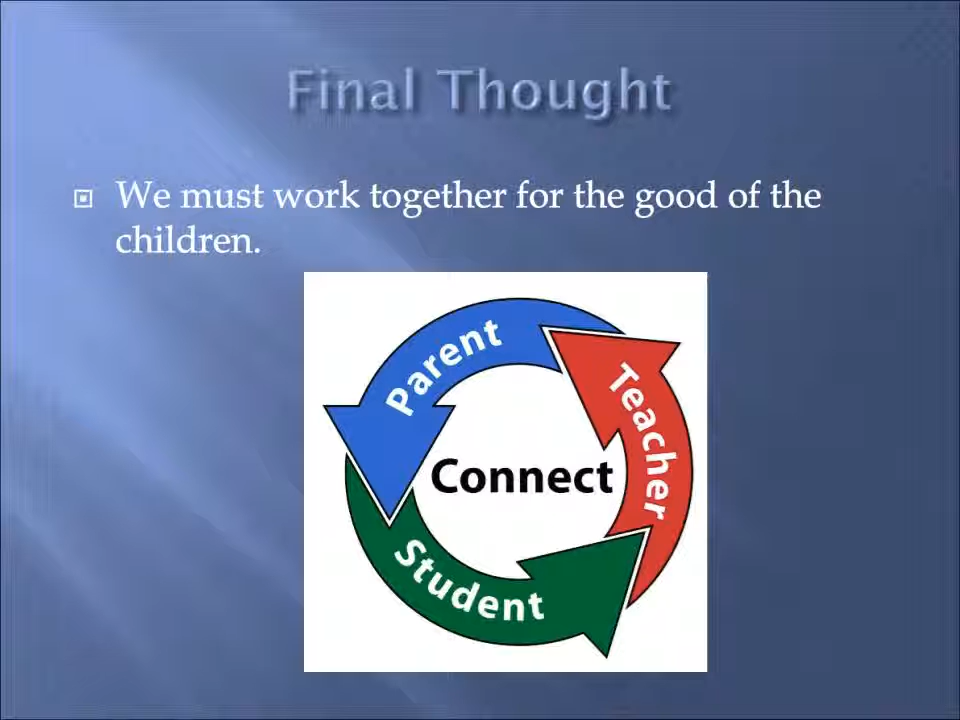 Final Thought
We must work together for the good of the
children.
Parent
Teacher
Connect
Student